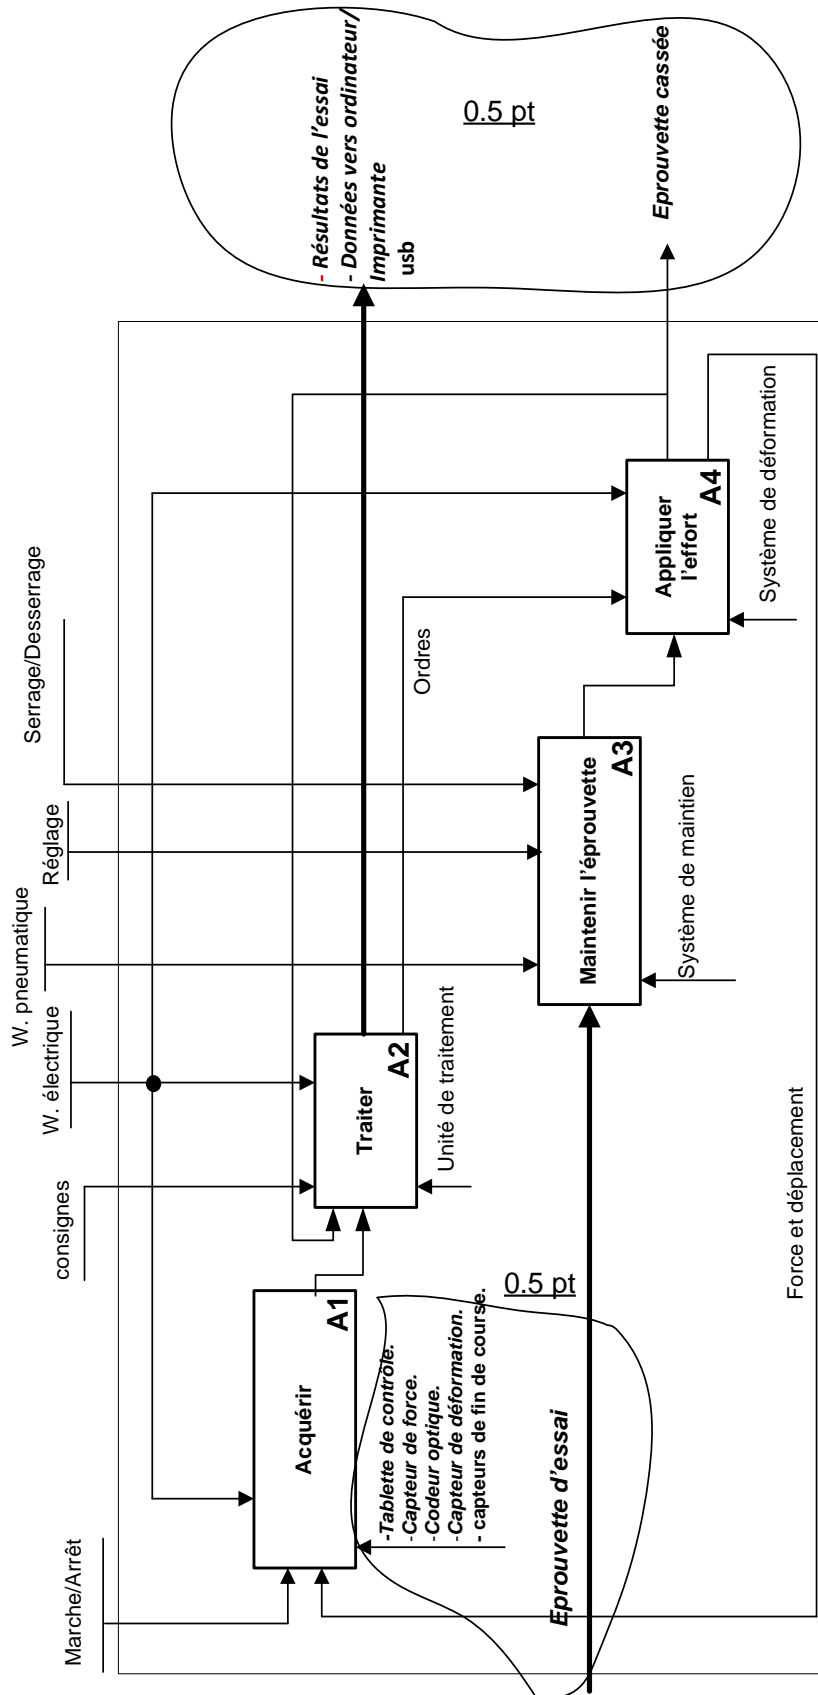 Marche/Arrêt
consignes
W. électrique
W. pneumatique
Réglage
Serrage/Desserrage
Acquérir
A1
-Tablette de contrôle.
-Capteur de force.
-Codeur optique.
-Capteur de déformation.
- capteurs de fin de course.
0.5 pt
Traiter
A2
Unité de traitement
Ordres
- Résultats de l'essai
- Données vers ordinateur/
Imprimante
usb
0.5 pt
Eprouvette d'essai
Maintenir l'éprouvette
A3
Système de maintien
Appliquer
l'effort
A4
Système de déformation
Eprouvette cassée
Force et déplacement